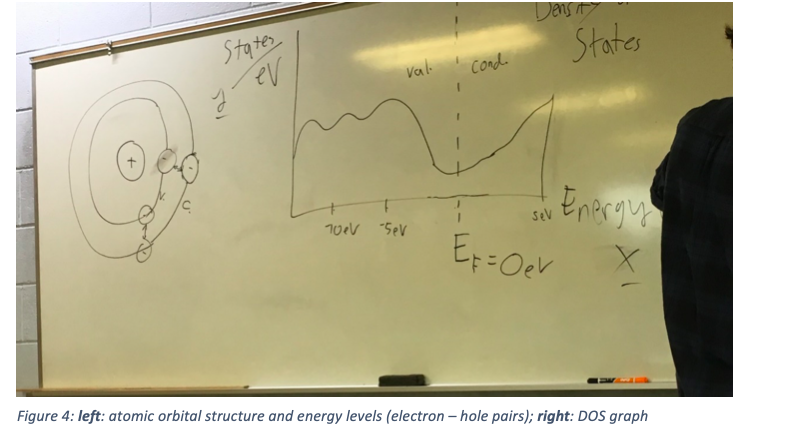 States
/eV
y
Density of
States
val.
cond.
+
-
-
-10eV
-5eV
5eV
Energy
x
E_F=0eV
Figure 4: left: atomic orbital structure and energy levels (electron – hole pairs); right: DOS graph